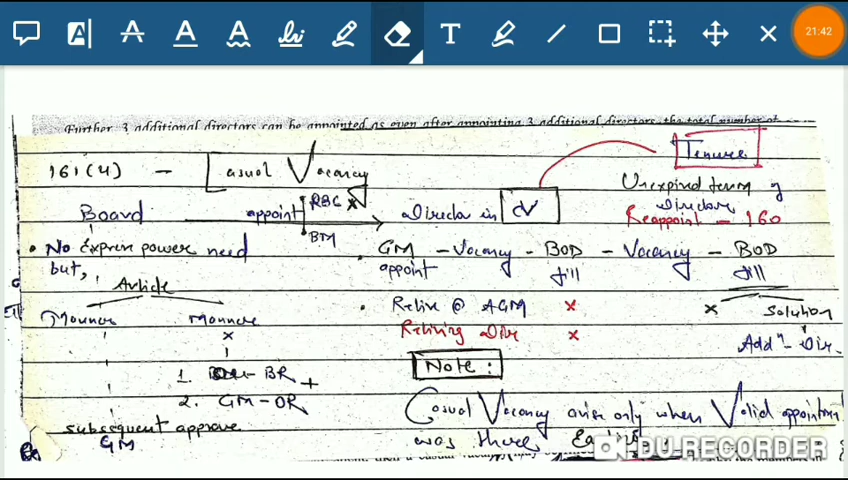 21:42
Further 3 additional directors can be appointed as even after appointing 3 additional directors, the total number of
Tenure
161(4) - Casual Vacancy
Unexpired term of
Director
Reappoint - 160
Board appoint RBC x Director in CV
BM
• No Express power need
but,
• GM - Vacancy - BOD - Vacancy - BOD
appoint fill fill
Article
Manner Manner
x
• Retire @ AGM x
x Solution
Retiring Dir x
Add" - Dir.
1. BR +
2. GM - OR
Note:
Casual Vacancy arise only when Valid appointment
was there
subsequent approve
GM
DU RECORDER